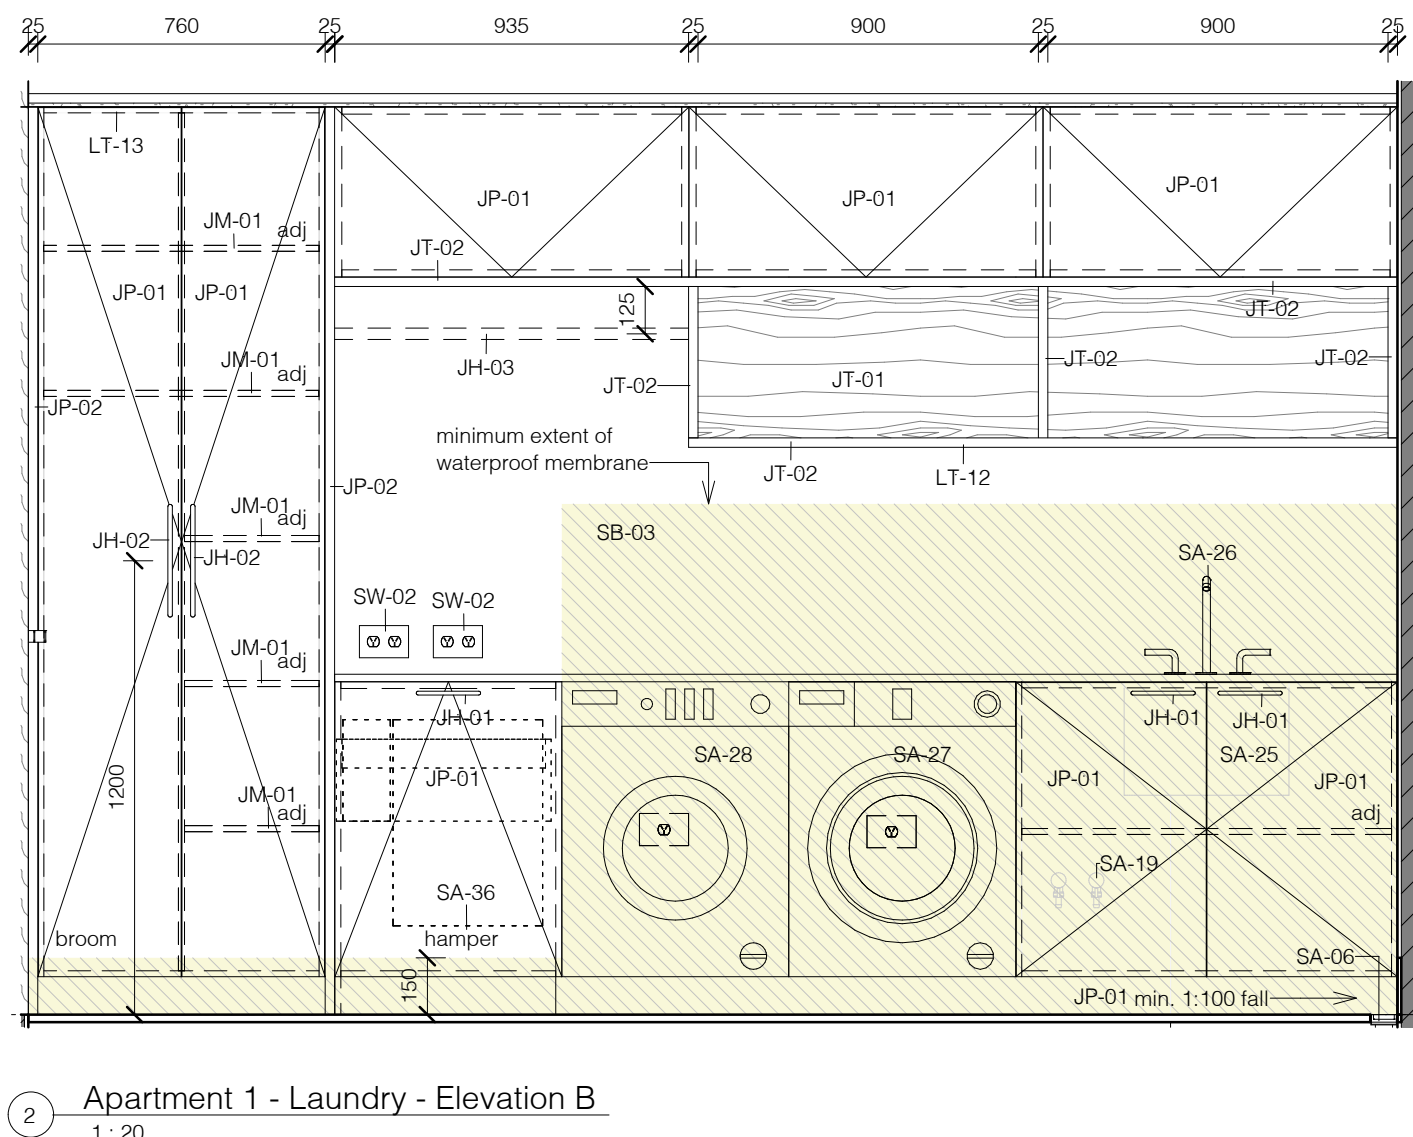 25 760 25 935 25 900 25 900 25
LT-13
JP-01
JP-01
JP-01
JM-01
adj
JT-02
JP-01
JP-01
125
JT-02
JM-01
adj
JH-03
JT-02
JT-01
JT-02
JT-02
JP-02
minimum extent of
waterproof membrane
JT-02
LT-12
JP-02
JM-01
adj
SB-03
JH-02
JH-02
SA-26
SW-02
SW-02
JM-01
adj
JH-01
JH-01
JH-01
1200
JP-01
SA-28
SA-27
SA-25
JP-01
JP-01
adj
JM-01
adj
SA-19
SA-36
broom
hamper
150
SA-06
JP-01 min. 1:100 fall
2
Apartment 1 - Laundry - Elevation B
1 : 20